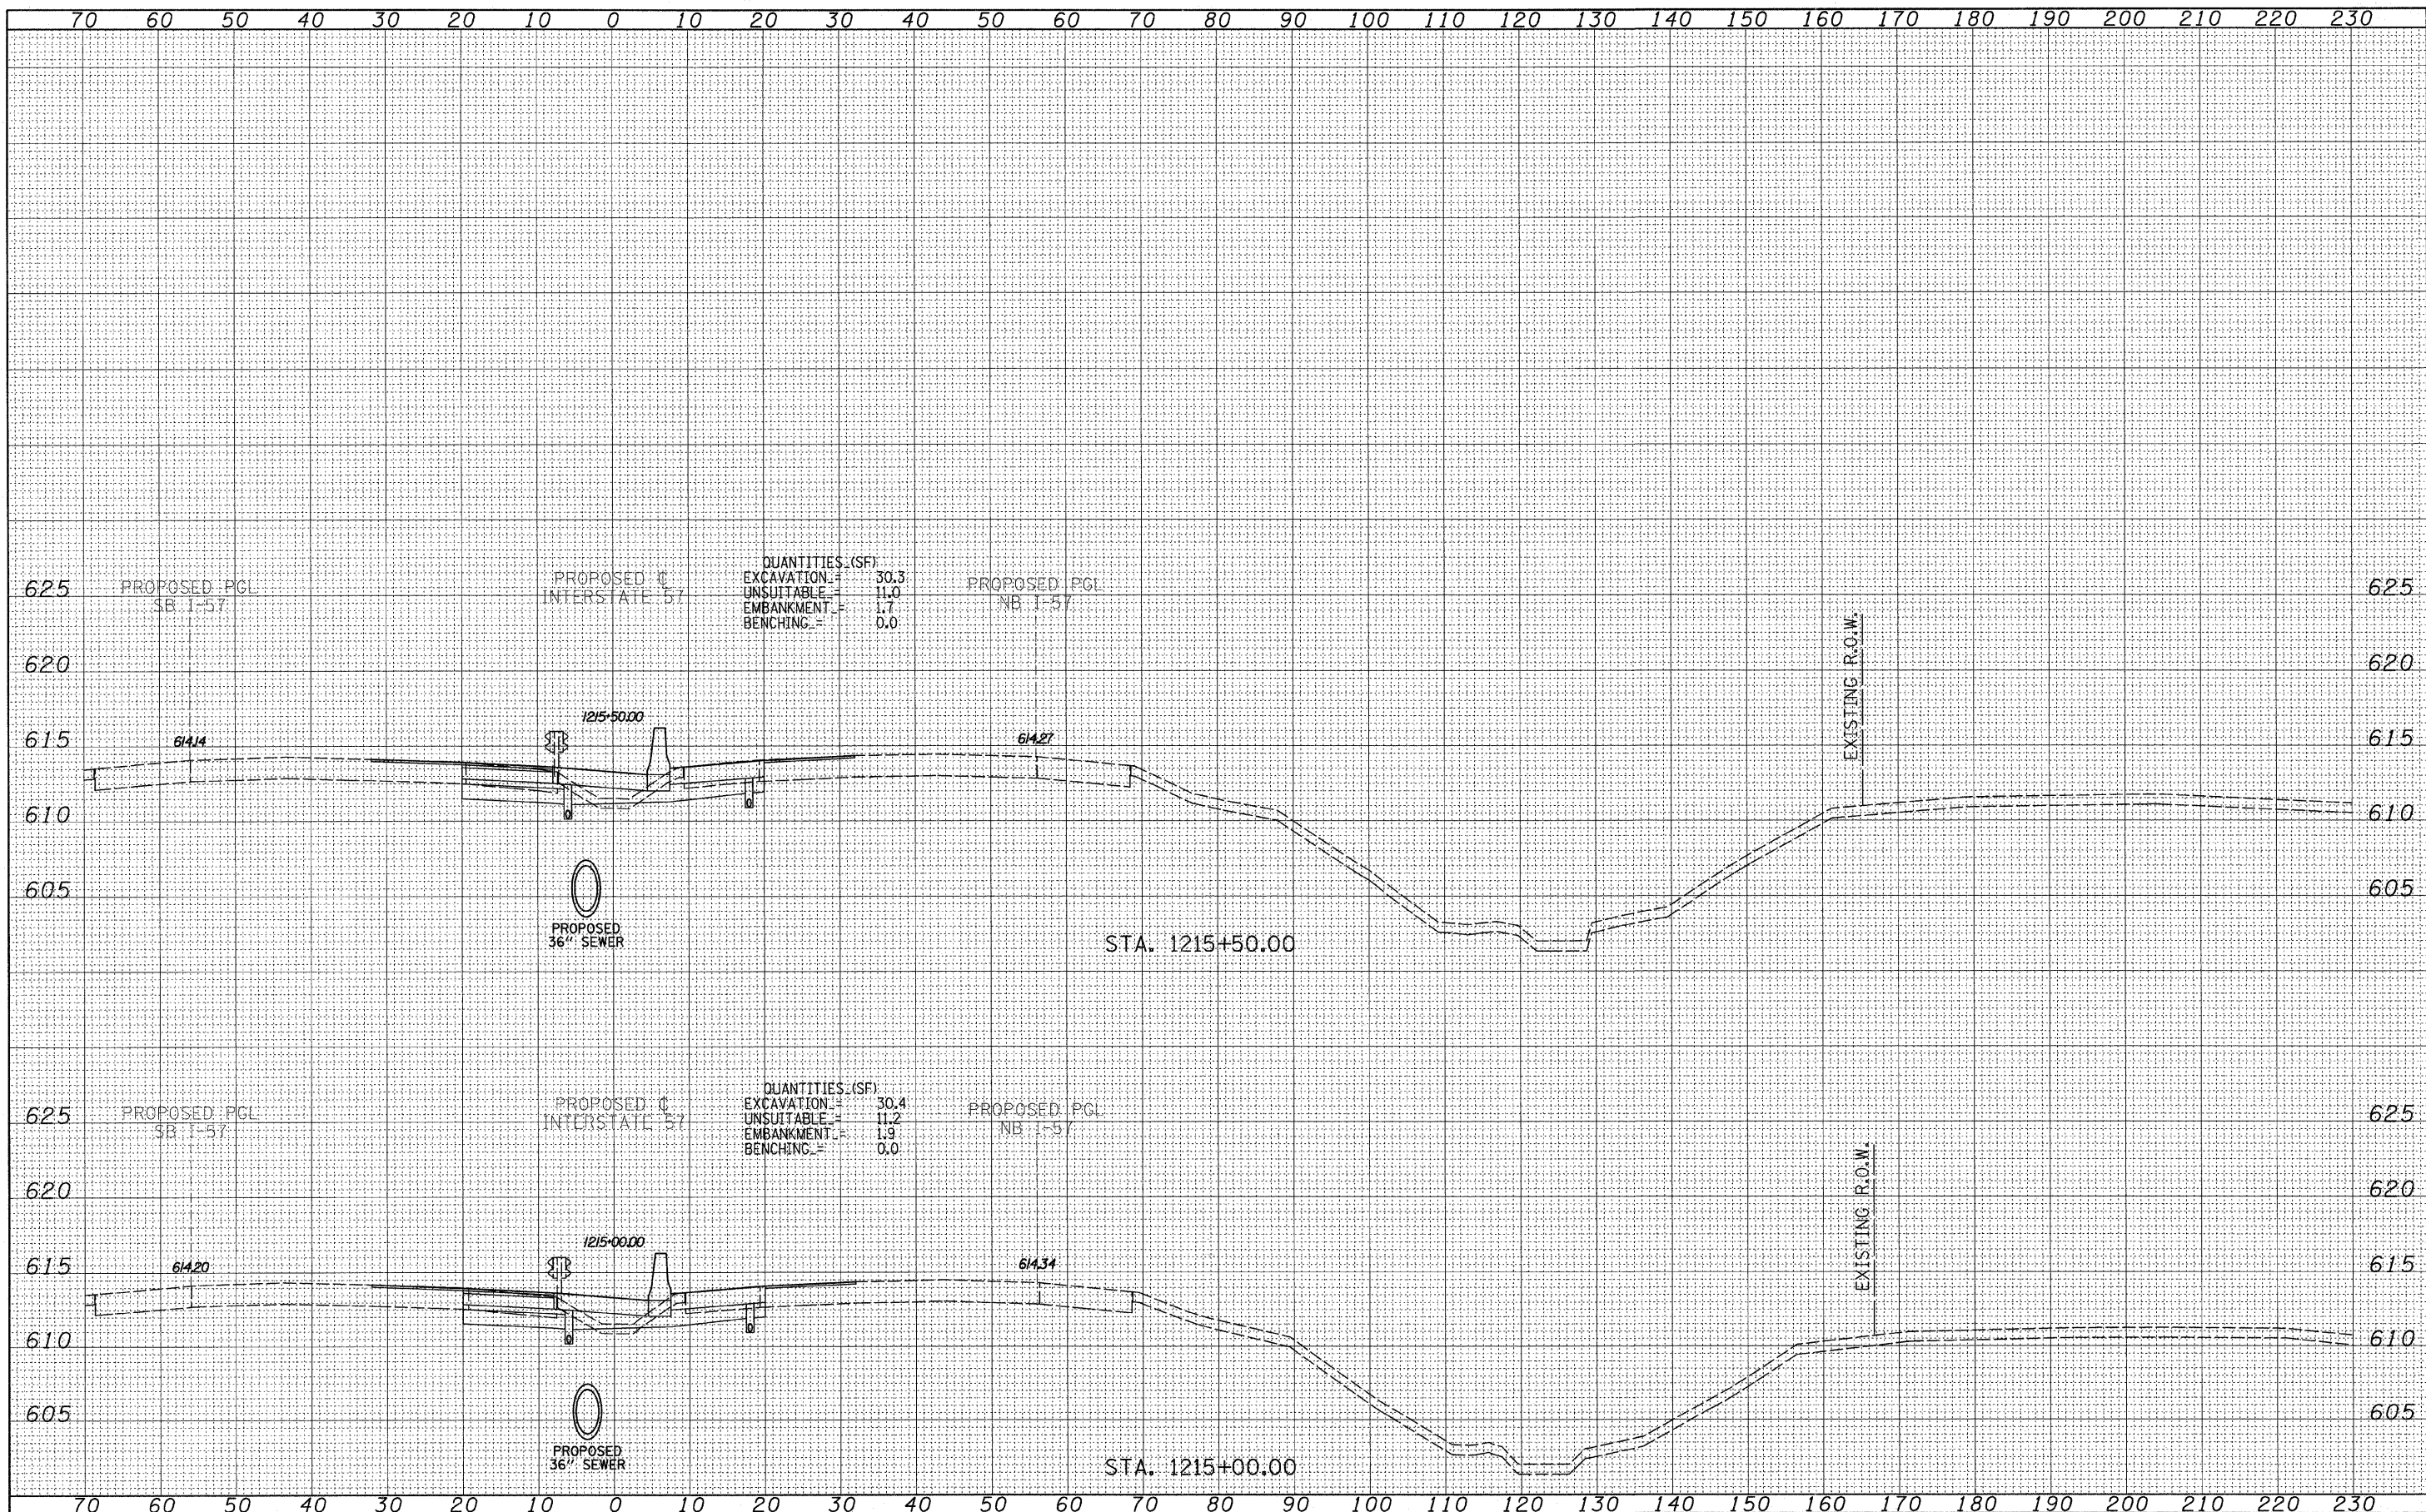 70 60 50 40 30 20 10 0 10 20 30 40 50 60 70 80 90 100 110 120 130 140 150 160 170 180 190 200 210 220 230
QUANTITIES (SF)
EXCAVATION = 30.3
UNSUITABLE = 11.0
EMBANKMENT = 1.7
BENCHING = 0.0
625 625
PROPOSED PGL
SB I-57
PROPOSED ℄
INTERSTATE 57
PROPOSED PGL
NB I-57
EXISTING R.O.W.
620 620
1215+50.00
615 614.14 614.27 615
610 610
605 605
PROPOSED
36" SEWER
STA. 1215+50.00
QUANTITIES (SF)
EXCAVATION = 30.4
UNSUITABLE = 11.2
EMBANKMENT = 1.9
BENCHING = 0.0
625 625
PROPOSED PGL
SB I-57
PROPOSED ℄
INTERSTATE 57
PROPOSED PGL
NB I-57
EXISTING R.O.W.
620 620
1215+00.00
615 614.20 614.34 615
610 610
605 605
PROPOSED
36" SEWER
STA. 1215+00.00
70 60 50 40 30 20 10 0 10 20 30 40 50 60 70 80 90 100 110 120 130 140 150 160 170 180 190 200 210 220 230